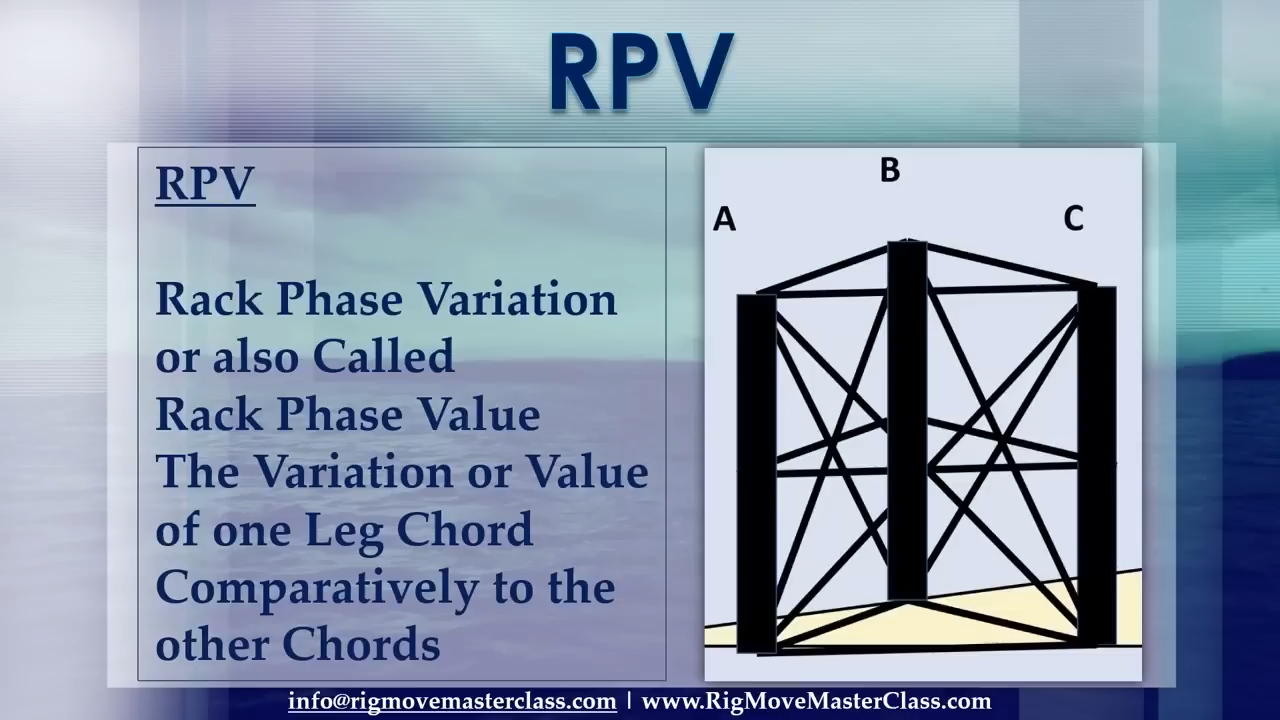 RPV
RPV
Rack Phase Variation
or also Called
Rack Phase Value
The Variation or Value
of one Leg Chord
Comparatively to the
other Chords
B
A
C
info@rigmovemasterclass.com | www.RigMoveMasterClass.com